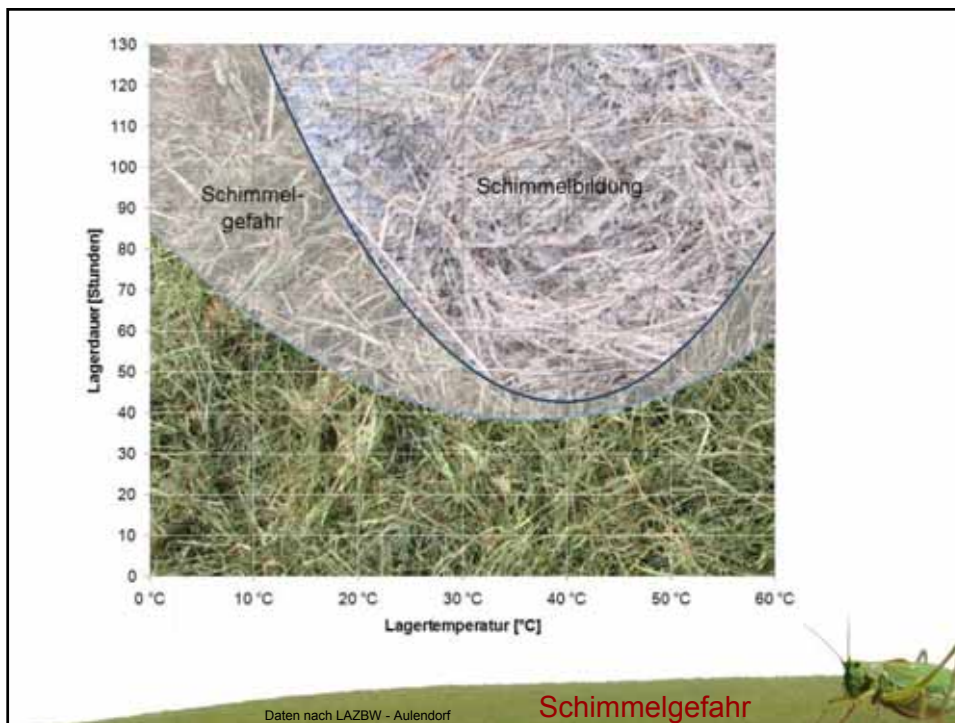 130
120
110
100
90
80
70
60
50
40
30
20
10
0
Lagerdauer [Stunden]
Schimmel-
gefahr
Schimmelbildung
0 °C 10 °C 20 °C 30 °C 40 °C 50 °C 60 °C
Lagertemperatur [°C]
Daten nach LAZBW - Aulendorf
Schimmelgefahr